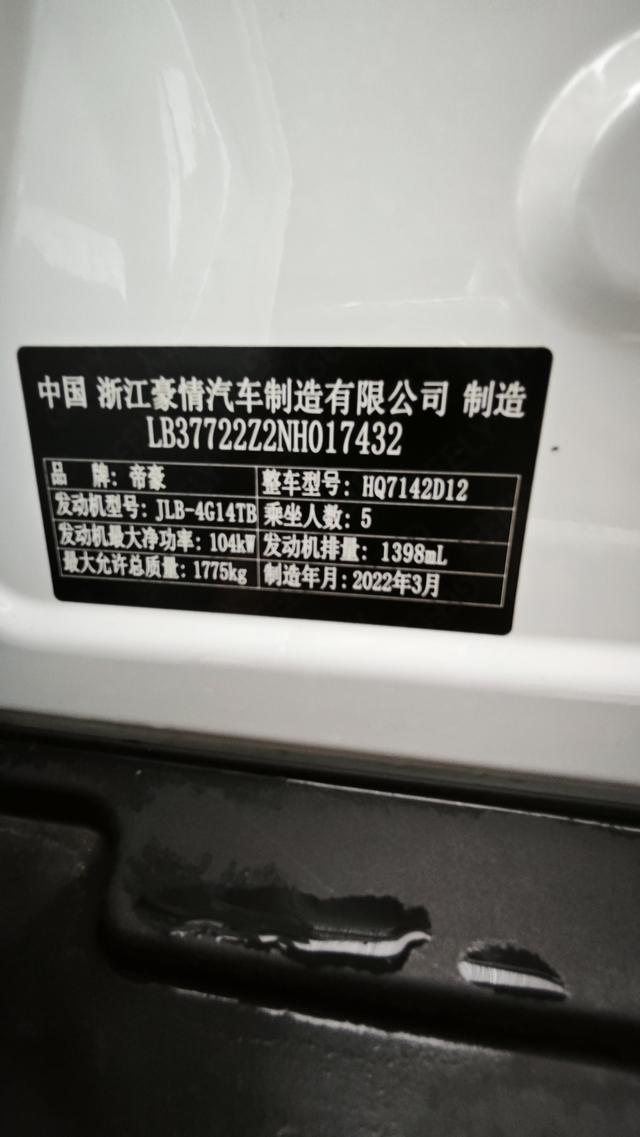 中国 浙江豪情汽车制造有限公司 制造
LB37722Z2NH017432
品 牌: 帝豪 整车型号: HQ7142D12
发动机型号: JLB-4G14TB 乘坐人数: 5
发动机最大净功率: 104kW 发动机排量: 1398mL
最大允许总质量: 1775kg 制造年月: 2022年3月